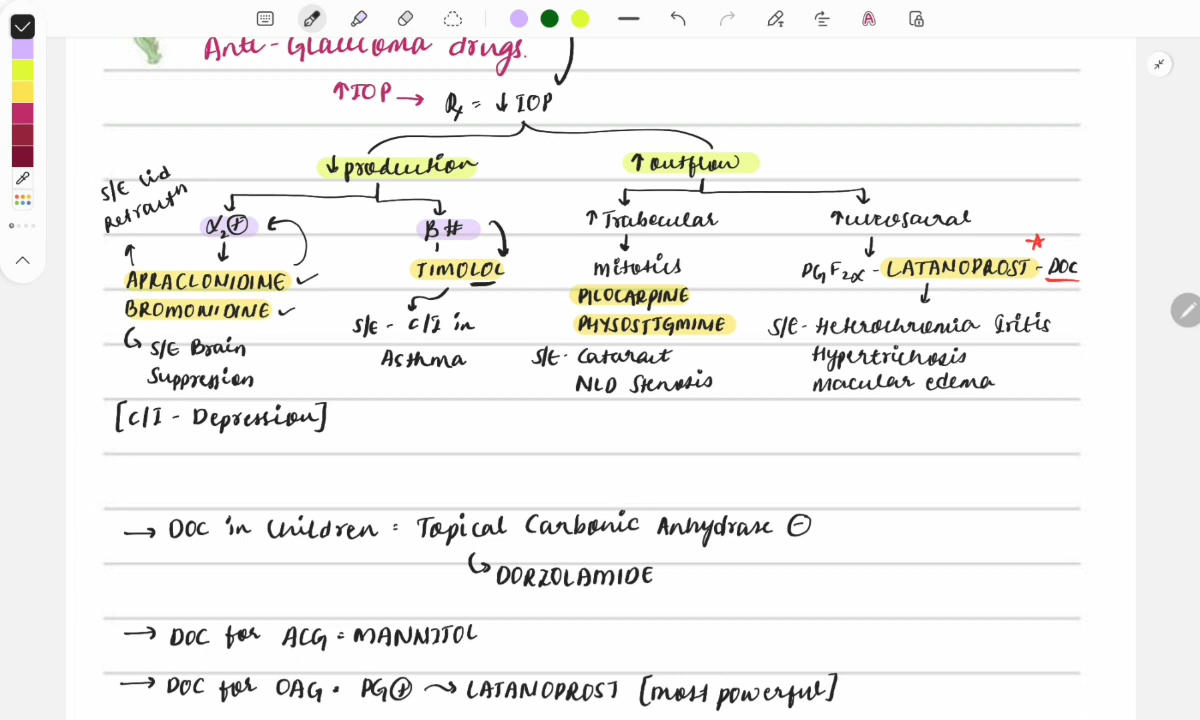 Anti-Glaucoma drugs.
↑IOP → Rx = ↓ IOP
↓ production
↑ outflow
S/E Lid
Retractn
α₂⊕
β#
↑ Trabecular
↑ uveoscleral
APRACLONIDINE ✓
BROMONIDINE ✓
S/E Brain
Suppression
[C/I - Depression]
TIMOLOL
S/E - C/I in
Asthma
miotics
PILOCARPINE
PHYSOSTIGMINE
S/E- Cataract
NLD Stenosis
PGF2α - LATANOPROST - DOC
S/E- Heterochromia Iritis
Hypertrichosis
Macular edema
→ DOC in Children = Topical Carbonic Anhydrase ⊖
DORZOLAMIDE
→ DOC for ACG = MANNITOL
→ DOC for OAG = PG⊕ → LATANOPROST [most powerful]